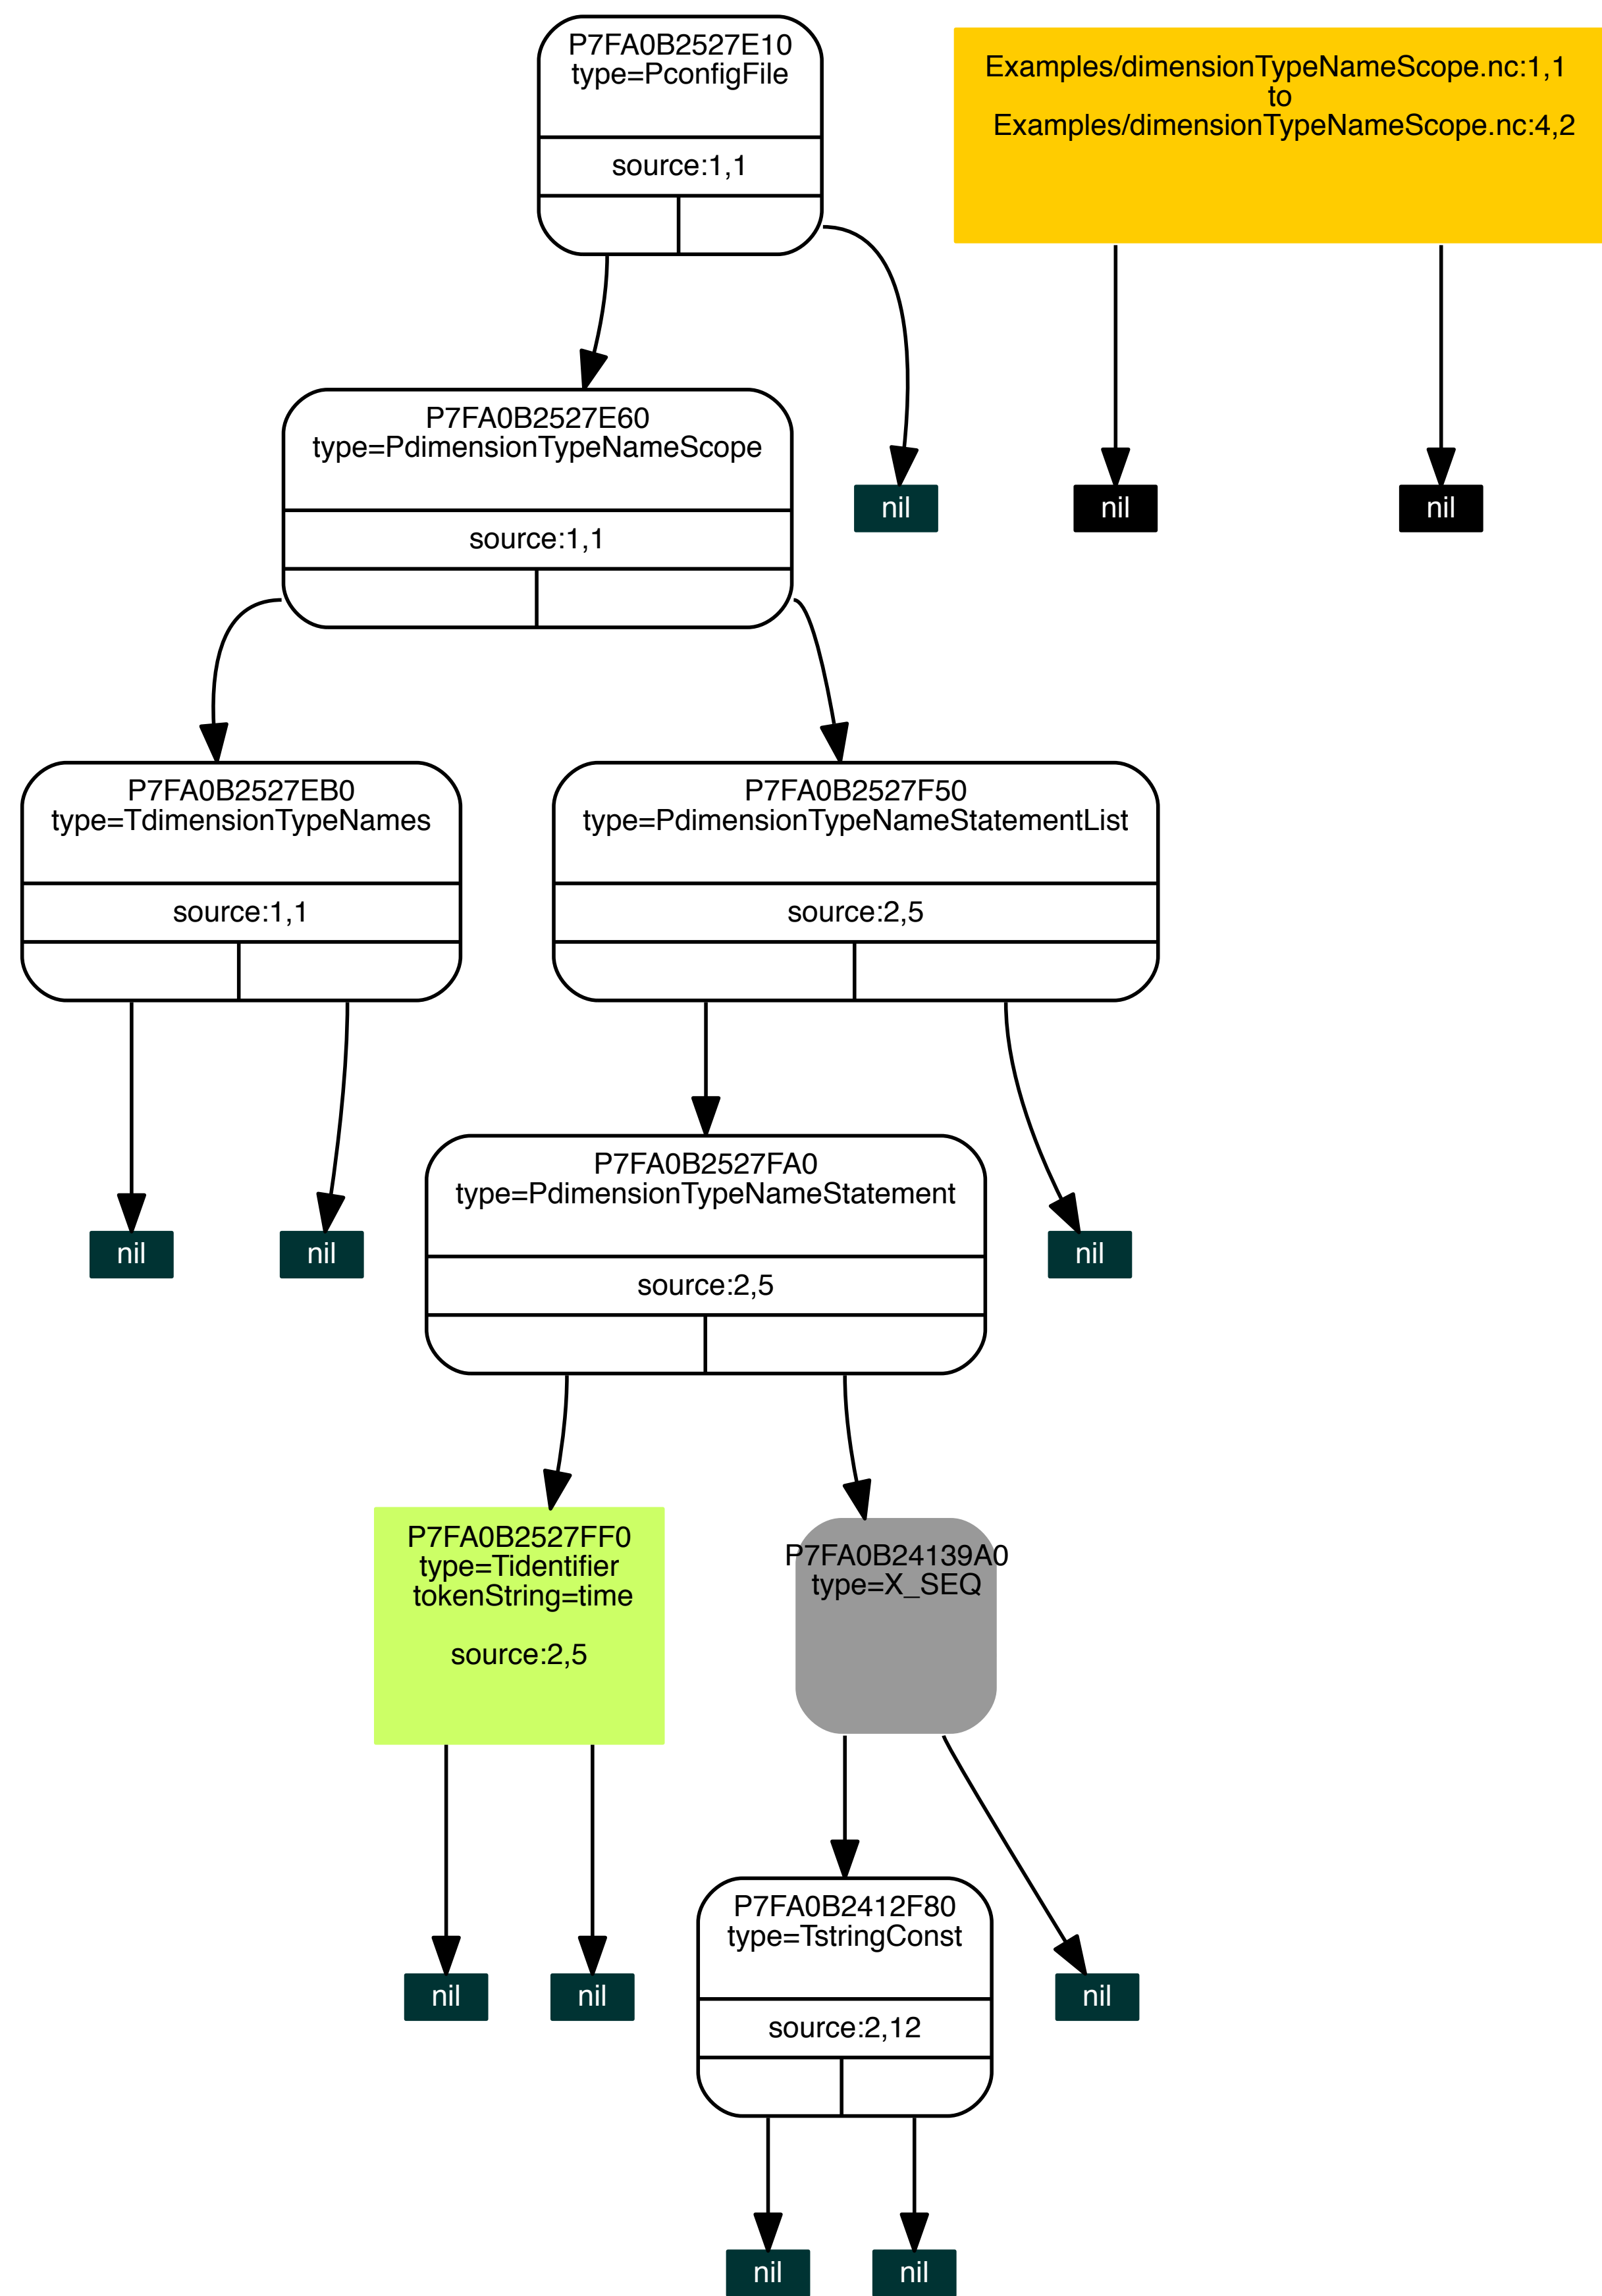 P7FA0B2527E10
type=PconfigFile
source:1,1
Examples/dimensionTypeNameScope.nc:1,1
to
Examples/dimensionTypeNameScope.nc:4,2
P7FA0B2527E60
type=PdimensionTypeNameScope
source:1,1
nil
nil
nil
P7FA0B2527EB0
type=TdimensionTypeNames
source:1,1
P7FA0B2527F50
type=PdimensionTypeNameStatementList
source:2,5
nil
nil
P7FA0B2527FA0
type=PdimensionTypeNameStatement
source:2,5
nil
P7FA0B2527FF0
type=Tidentifier
tokenString=time
source:2,5
P7FA0B24139A0
type=X_SEQ
nil
nil
P7FA0B2412F80
type=TstringConst
source:2,12
nil
nil
nil